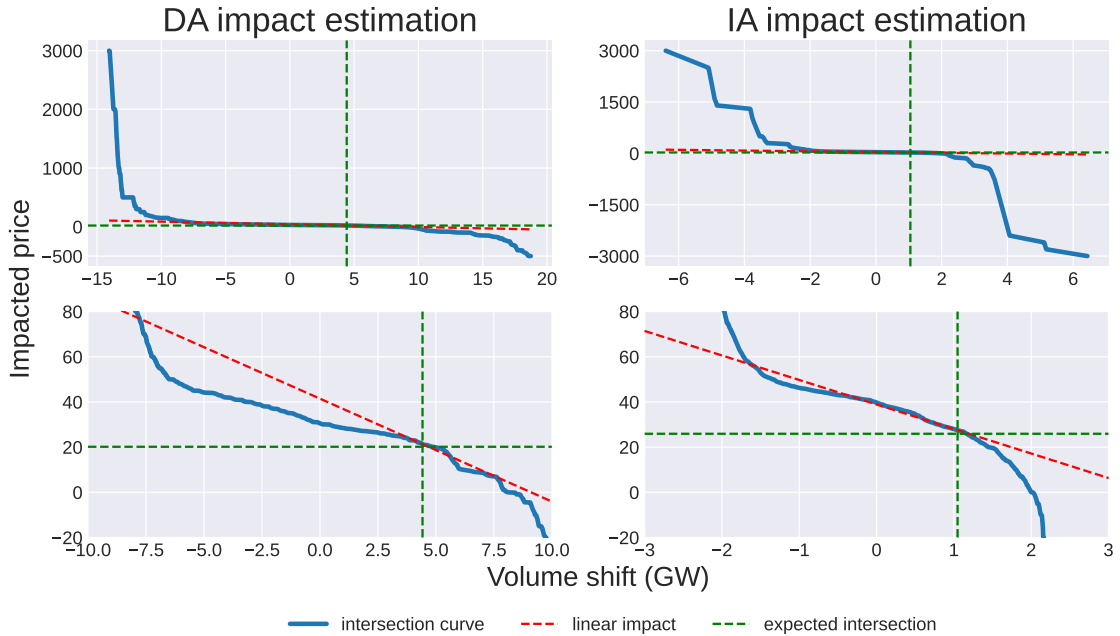 DA impact estimation
IA impact estimation
Impacted price
3000
2000
1000
0
−500
−15 −10 −5 0 5 10 15 20
3000
1500
0
−1500
−3000
−6 −4 −2 0 2 4 6
80
60
40
20
0
−20
−10.0 −7.5 −5.0 −2.5 0.0 2.5 5.0 7.5 10.0
80
60
40
20
0
−20
−3 −2 −1 0 1 2 3
Volume shift (GW)
intersection curve linear impact expected intersection